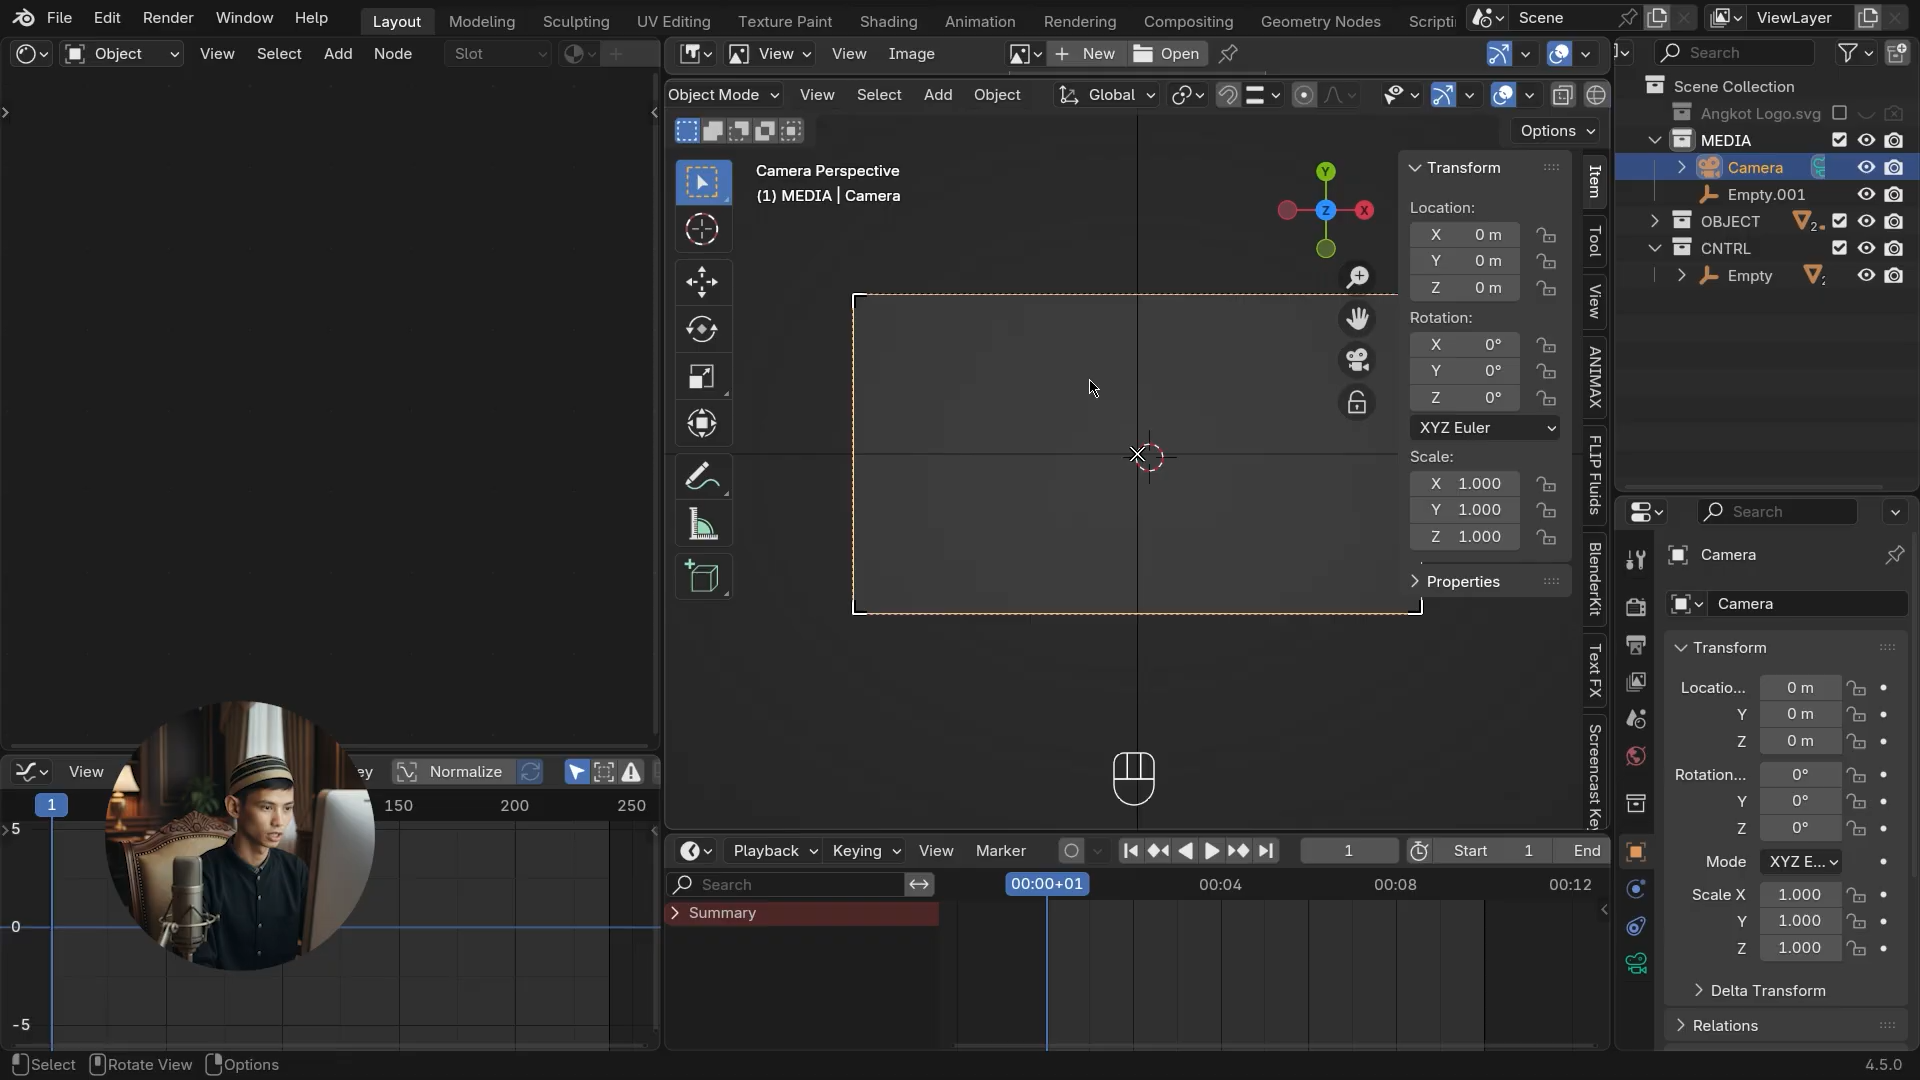 File Edit Render Window Help Layout Modeling Sculpting UV Editing Texture Paint Shading Animation Rendering Compositing Geometry Nodes Scripti Scene ViewLayer
Object View Select Add Node Slot
View View Image New Open
Search
Object Mode View Select Add Object Global
Options
Camera Perspective
(1) MEDIA | Camera
Y
Z
X
Transform
Location:
X 0 m
Y 0 m
Z 0 m
Rotation:
X 0°
Y 0°
Z 0°
XYZ Euler
Scale:
X 1.000
Y 1.000
Z 1.000
Properties
Item
Tool
View
ANIMAX
FLIP Fluids
BlenderKit
Text FX
Screencast Key
Scene Collection
Angkot Logo.svg
MEDIA
Camera
Empty.001
OBJECT 2
CNTRL
Empty
Search
Camera
Camera
Transform
Locatio... 0 m
Y 0 m
Z 0 m
Rotation... 0°
Y 0°
Z 0°
Mode XYZ E...
Scale X 1.000
Y 1.000
Z 1.000
Delta Transform
Relations
View ey Normalize
1 150 200 250
5
0
-5
Playback Keying View Marker 1 Start 1 End
Search 00:00+01 00:04 00:08 00:12
Summary
Select Rotate View Options 4.5.0